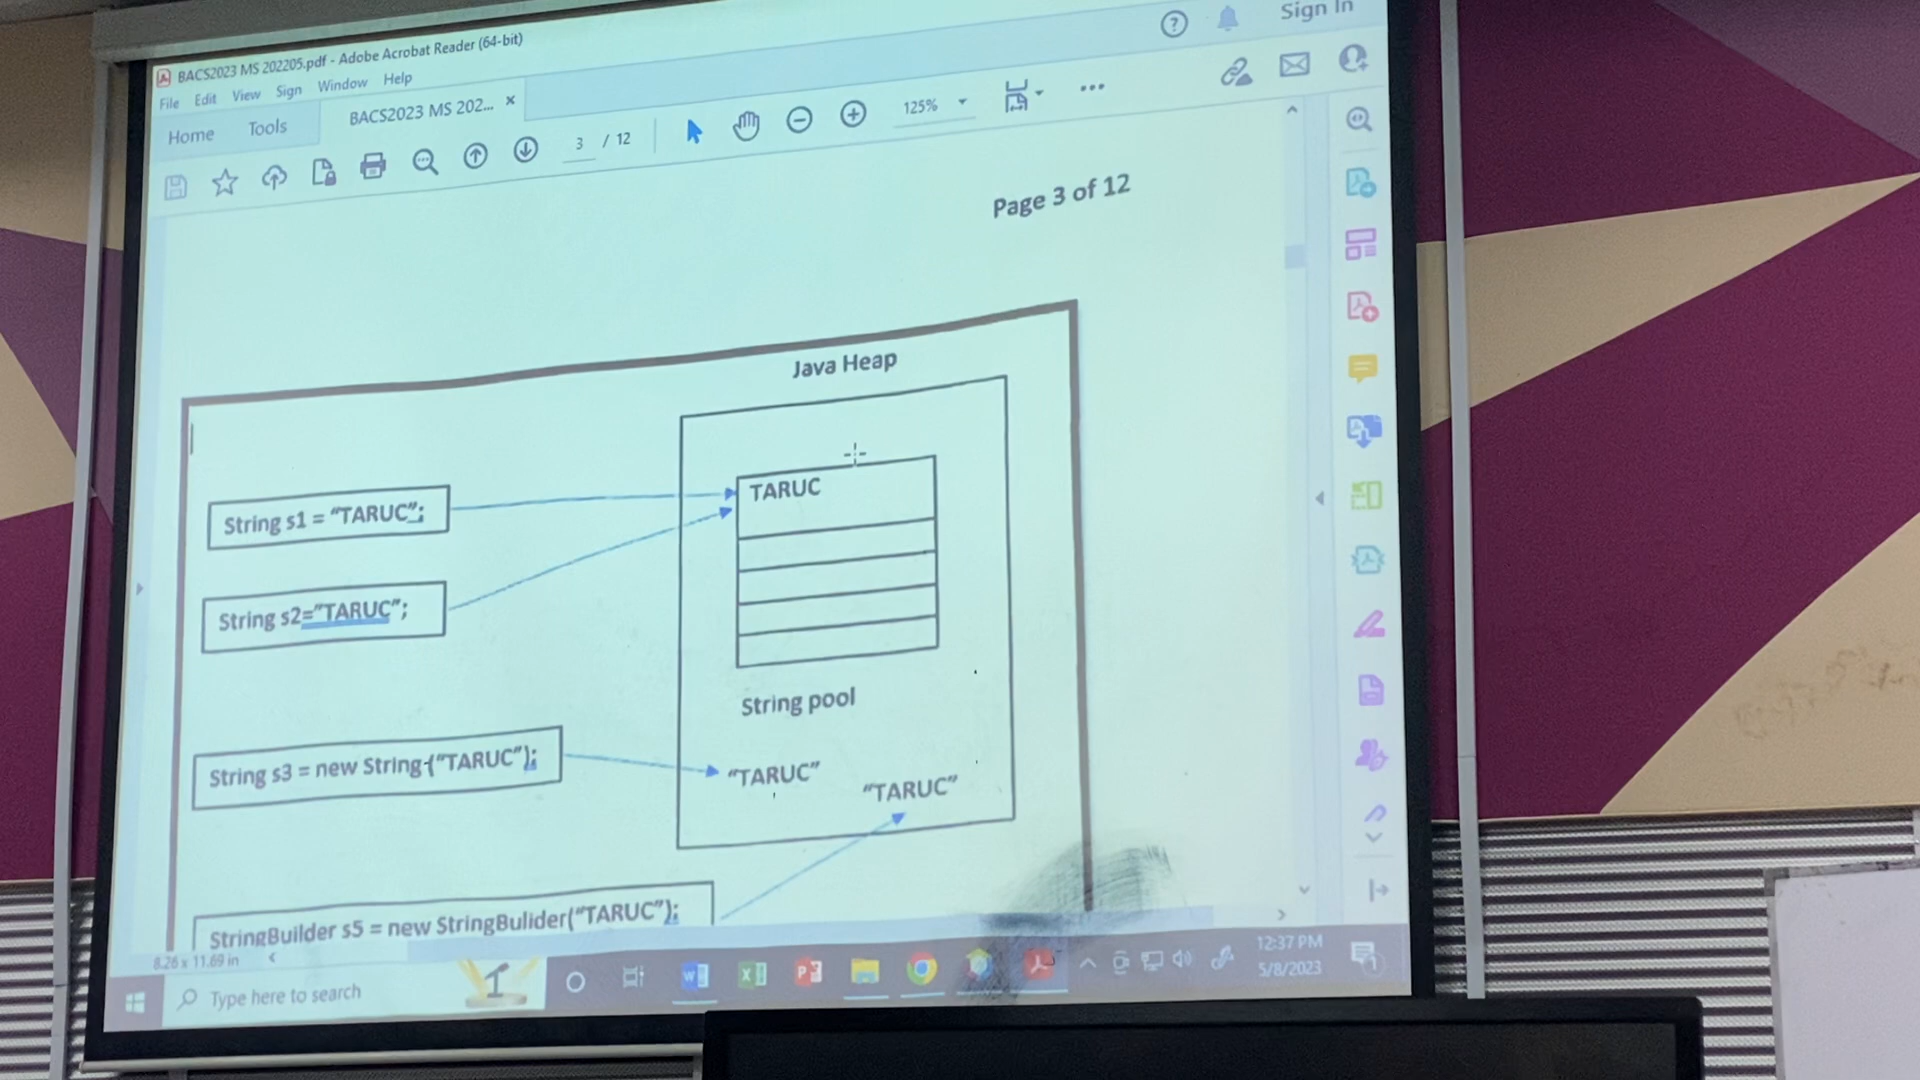 BACS2023 MS 202205.pdf - Adobe Acrobat Reader (64-bit)
Sign In
File Edit View Sign Window Help
Home Tools BACS2023 MS 202... ×
3 / 12 125%
Page 3 of 12
Java Heap
TARUC
String s1 = “TARUC”;
String s2=”TARUC”;
String pool
String s3 = new String (“TARUC”);
“TARUC”
“TARUC”
StringBuilder s5 = new StringBulider(“TARUC”);
8.26 x 11.69 in
Type here to search
12:37 PM
5/8/2023